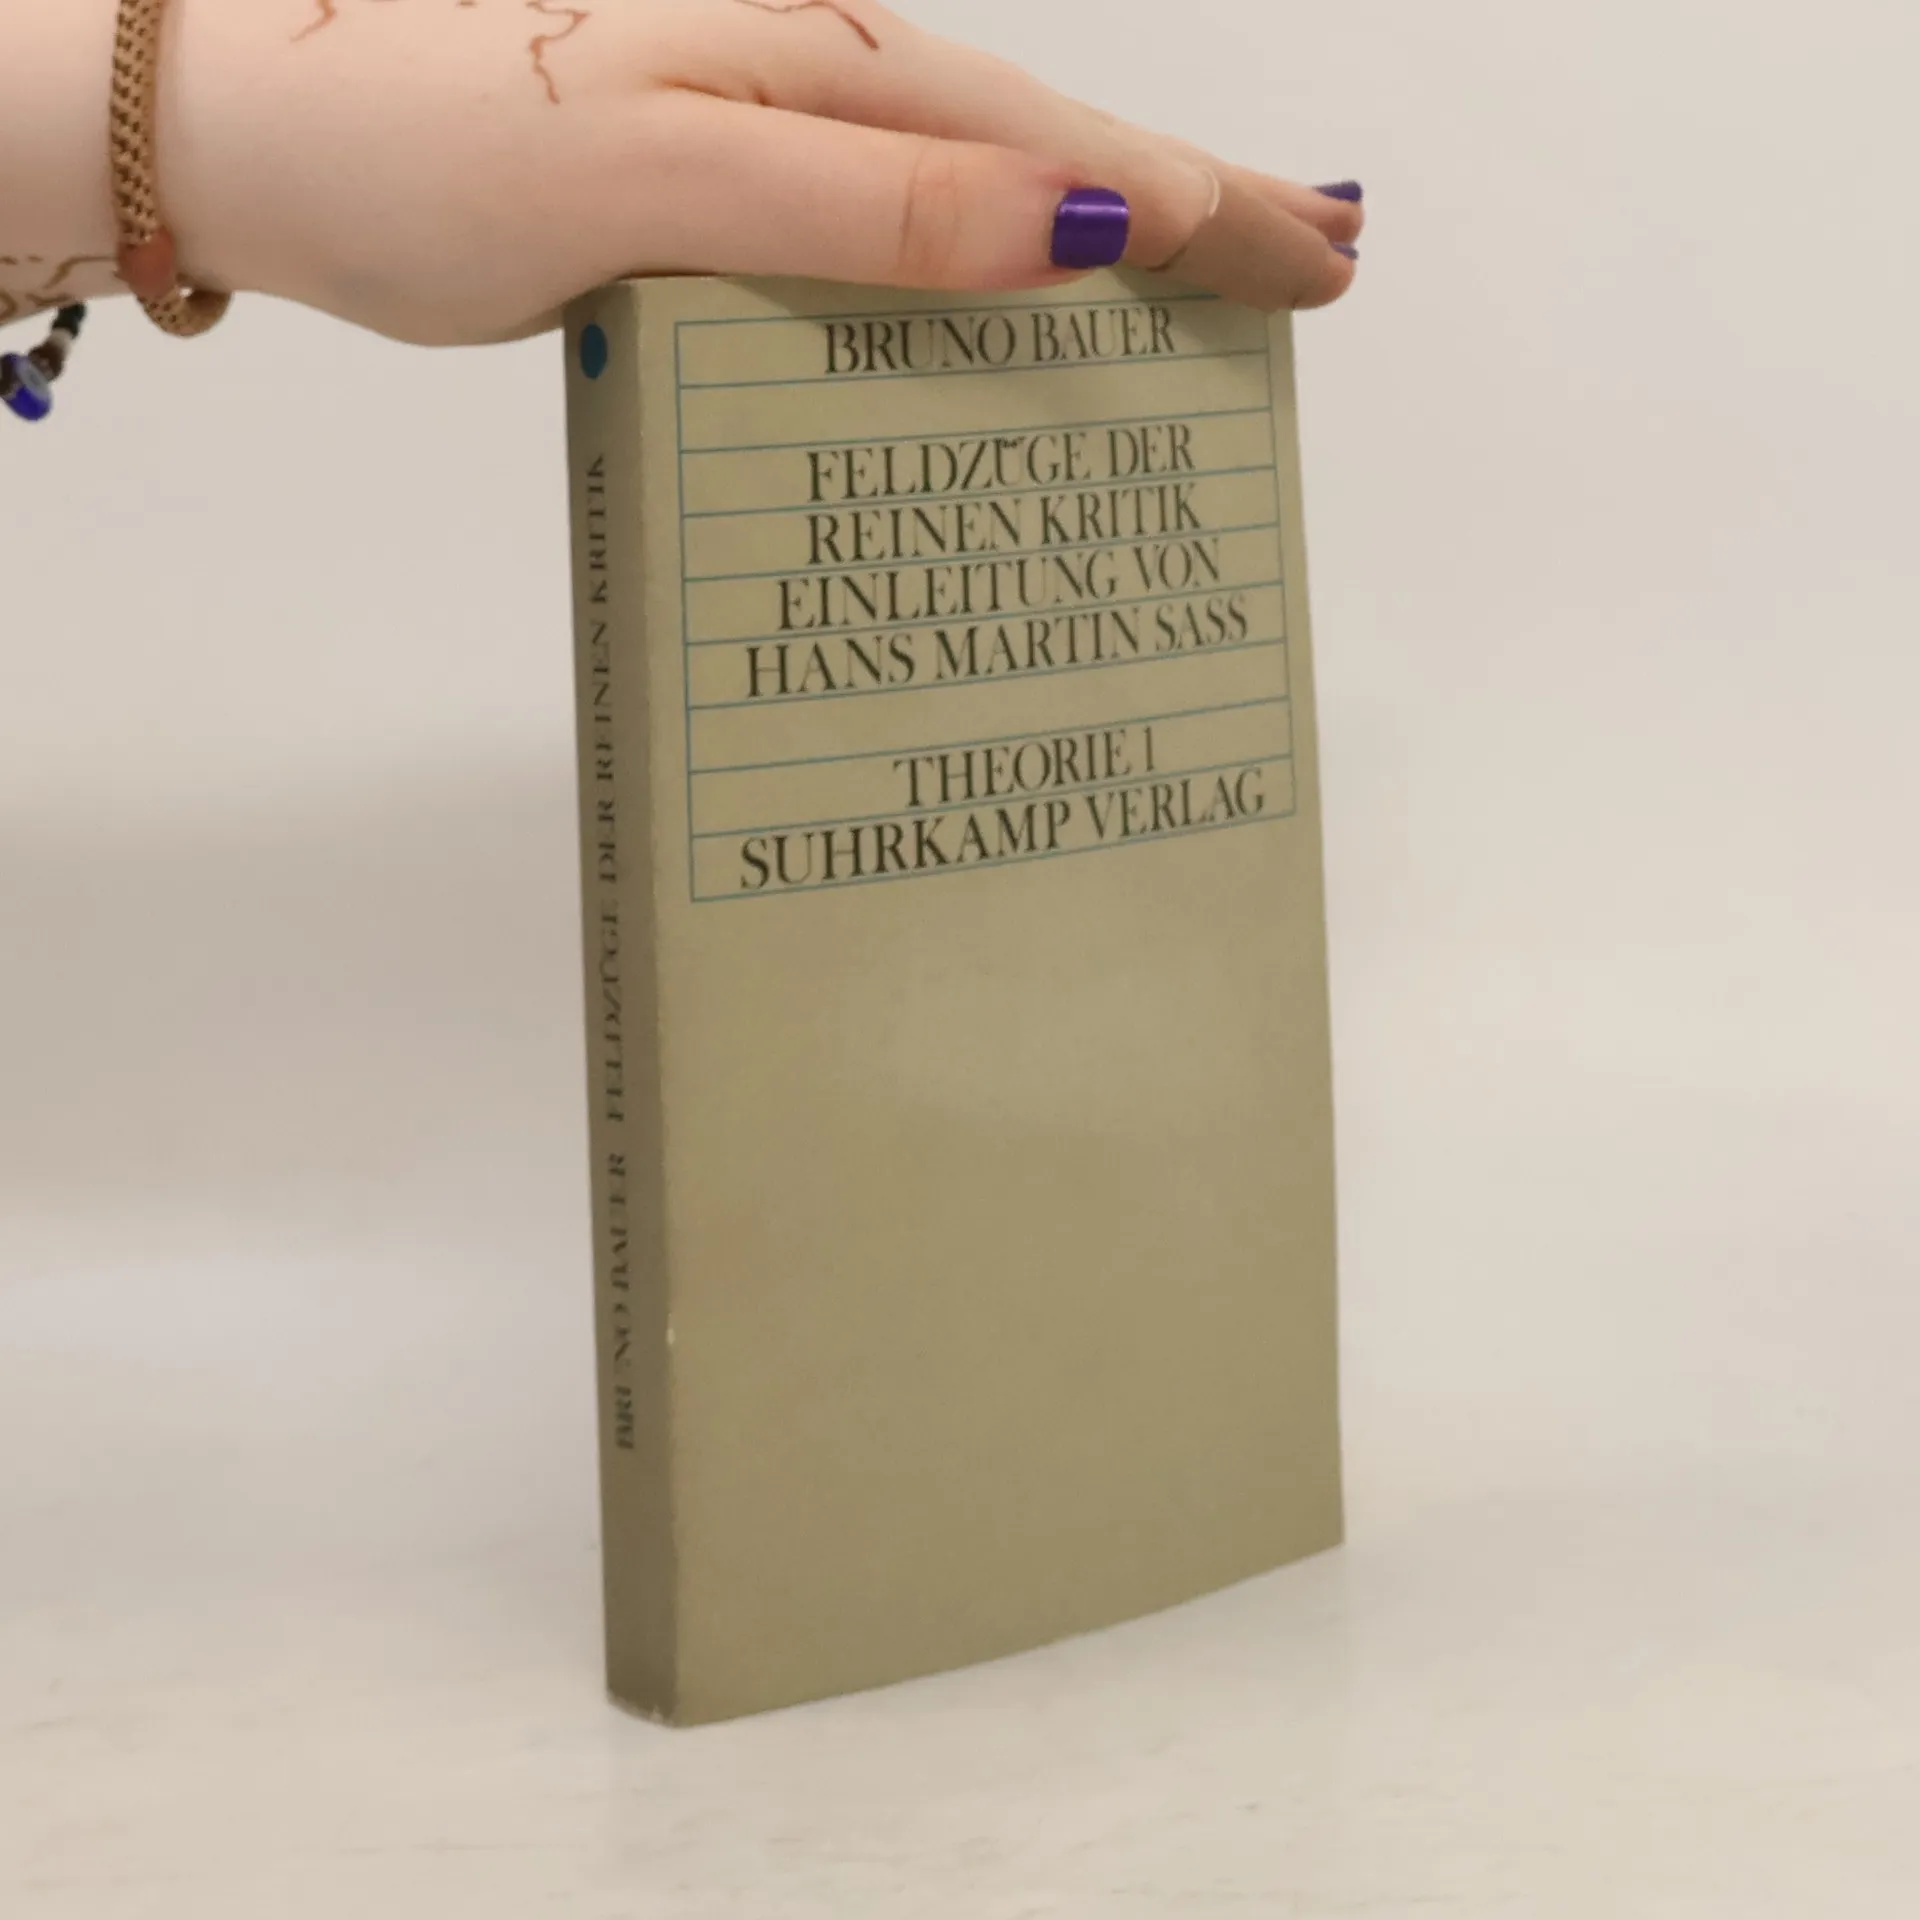 BRUNO BAUER
FELDZÜGE DER
REINEN KRITIK
EINLEITUNG VON
HANS MARTIN SASS
THEORIE 1
SUHRKAMP VERLAG
BRUNO BAUER FELDZÜGE DER REINEN KRITIK